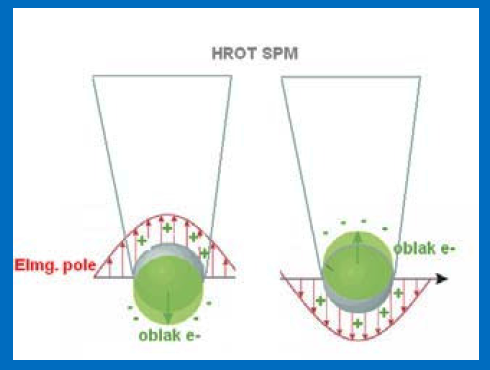 HROT SPM
oblak e-
Elmg. pole
oblak e-